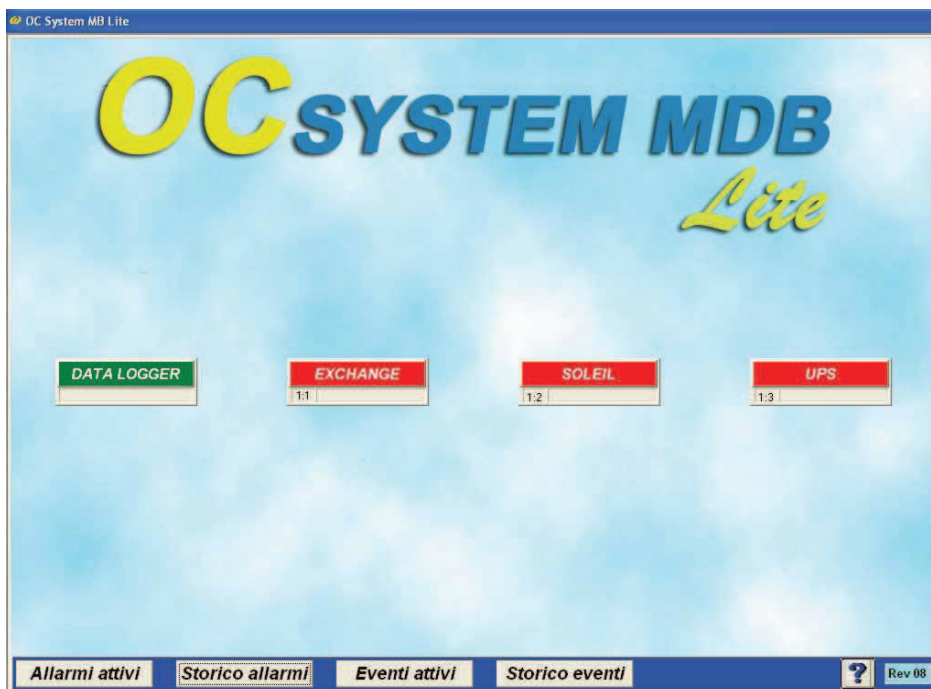 OC System MB Lite
OC SYSTEM MDB
Lite
DATA LOGGER
EXCHANGE
1:1
SOLEIL
1:2
UPS
1:3
Allarmi attivi
Storico allarmi
Eventi attivi
Storico eventi
?
Rev 08